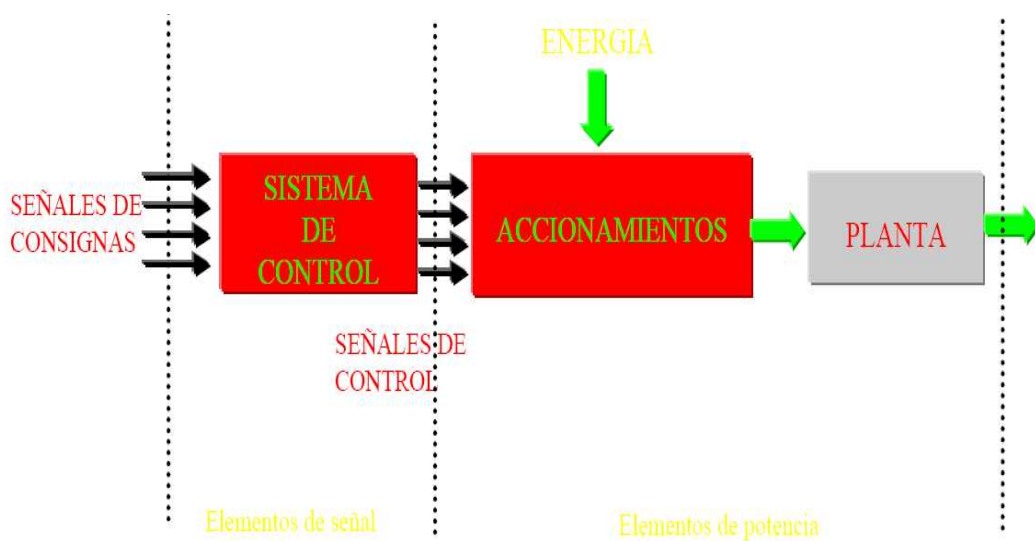 ENERGIA
SEÑALES DE
CONSIGNAS
SISTEMA
DE
CONTROL
ACCIONAMIENTOS
PLANTA
SEÑALES DE
CONTROL
Elementos de señal
Elementos de potencia